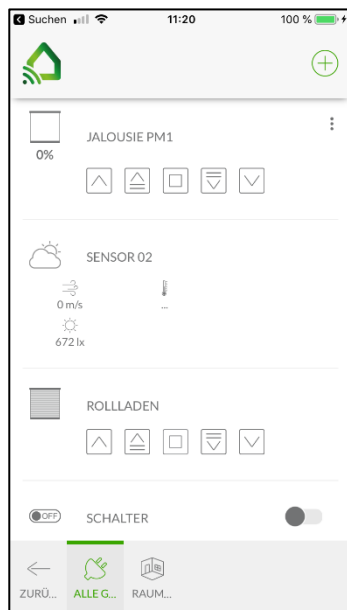 Suchen 11:20 100 %
JALOUSIE PM1
0%
SENSOR 02
0 m/s ...
672 lx
ROLLLADEN
OFF SCHALTER
ZURÜ... ALLE G... RAUM...